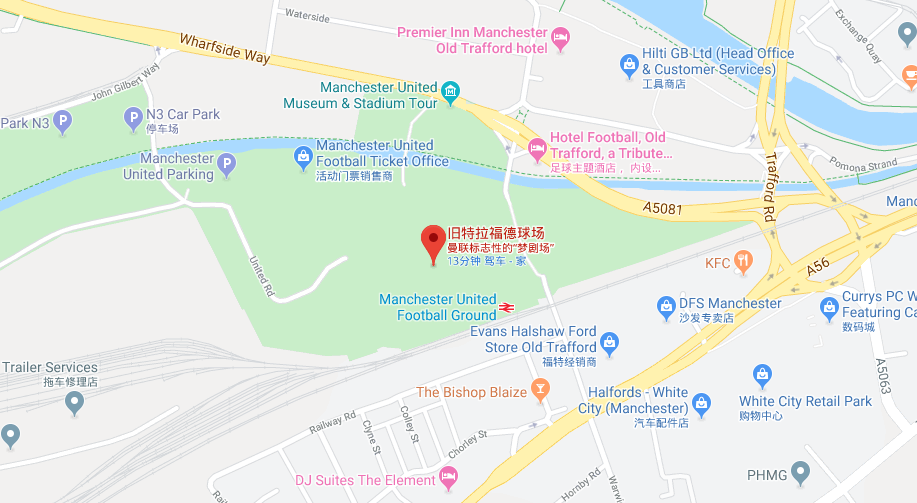 Waterside
Exchange Quay
Premier Inn Manchester
Old Trafford hotel
Wharfside Way
Hilti GB Ltd (Head Office
& Customer Services)
工具商店
John Gilbert Way
Manchester United
Museum & Stadium Tour
Park N3
N3 Car Park
停车场
Manchester United
Football Ticket Office
活动门票销售商
Hotel Football, Old
Trafford, a Tribute...
足球主题酒店，内设...
Manchester
United Parking
Trafford Rd
Pomona Strand
A5081
Manc
旧特拉福德球场
曼联标志性的“梦剧场”
13分钟 驾车 - 家
United Rd
KFC
A56
Manchester United
Football Ground
DFS Manchester
沙发专卖店
Currys PC W
Featuring Ca
数码城
Evans Halshaw Ford
Store Old Trafford
福特经销商
Trailer Services
拖车修理店
The Bishop Blaize
Halfords - White
City (Manchester)
汽车配件店
White City Retail Park
购物中心
A5063
Railway Rd
Clyne St
Colley St
Chorley St
DJ Suites The Element
Hornby Rd
Warwi
PHMG
Rail